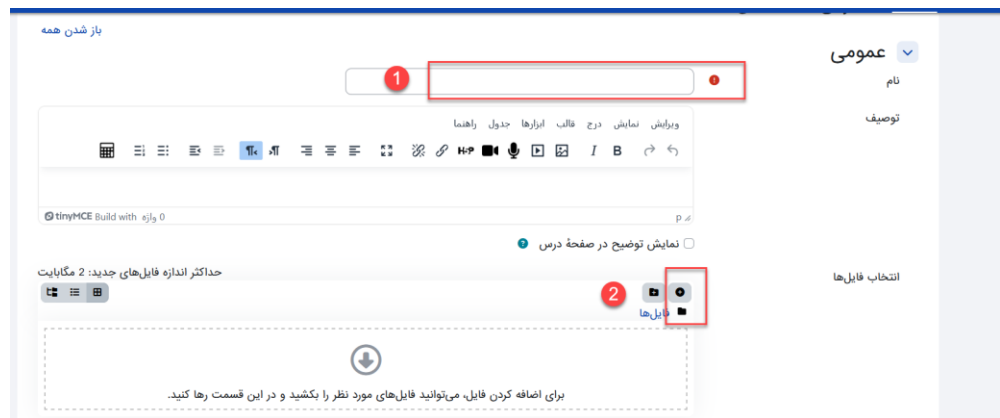 باز شدن همه
عمومی
نام
1
توصیف
ویرایش نمایش درج قالب ابزارها جدول راهنما
B I H-P
p
0 واژه Build with tinyMCE
نمایش توضیح در صفحهٔ درس
انتخاب فایل‌ها
حداکثر اندازه فایل‌های جدید: 2 مگابایت
2
فایل‌ها
برای اضافه کردن فایل، می‌توانید فایل‌های مورد نظر را بکشید و در این قسمت رها کنید.